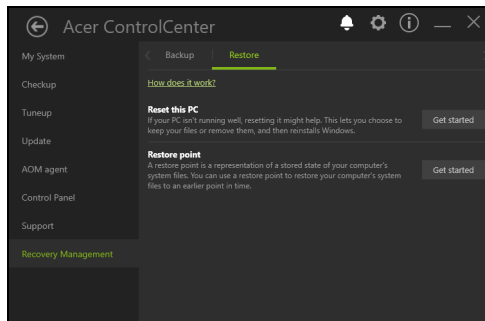 Acer ControlCenter
My System
Backup
Restore
Checkup
How does it work?
Tuneup
Reset this PC
If your PC isn't running well, resetting it might help. This lets you choose to
keep your files or remove them, and then reinstalls Windows.
Get started
Update
Restore point
A restore point is a representation of a stored state of your computer's
system files. You can use a restore point to restore your computer's system
files to an earlier point in time.
Get started
AOM agent
Control Panel
Support
Recovery Management